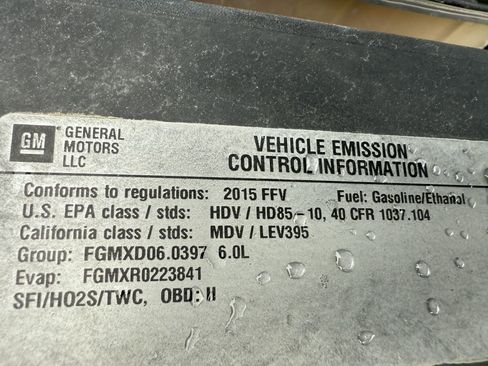 GM
GENERAL
MOTORS
LLC
VEHICLE EMISSION
CONTROL INFORMATION
Conforms to regulations: 2015 FFV Fuel: Gasoline/Ethanol
U.S. EPA class / stds: HDV / HD85-10, 40 CFR 1037.104
California class / stds: MDV / LEV395
Group: FGMXD06.0397 6.0L
Evap: FGMXR0223841
SFI/HO2S/TWC, OBD: II